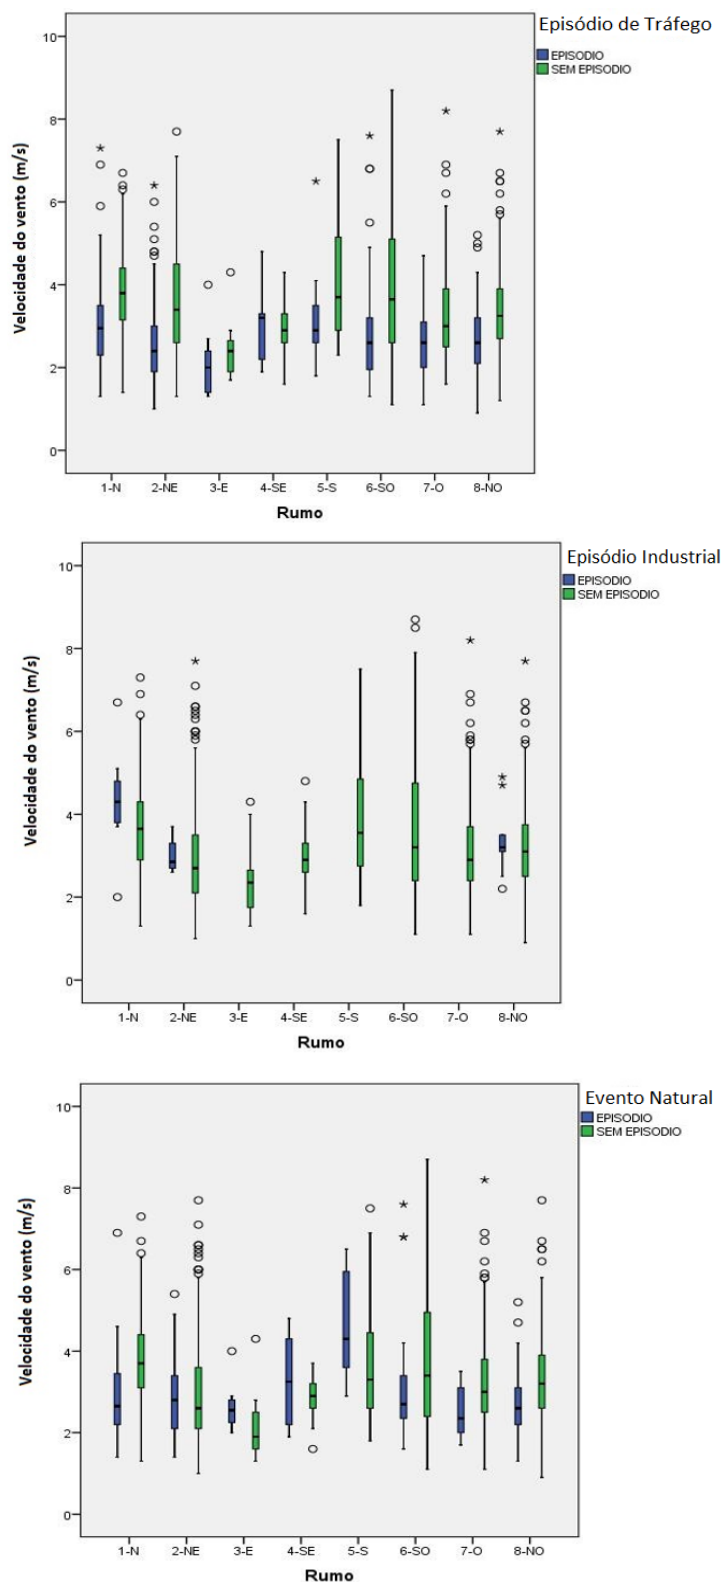 Episódio de Tráfego
EPISODIO
SEM EPISODIO
Velocidade do vento (m/s)
10
8
6
4
2
0
1-N 2-NE 3-E 4-SE 5-S 6-SO 7-O 8-NO
Rumo
Episódio Industrial
EPISODIO
SEM EPISODIO
Velocidade do vento (m/s)
10
8
6
4
2
0
1-N 2-NE 3-E 4-SE 5-S 6-SO 7-O 8-NO
Rumo
Evento Natural
EPISODIO
SEM EPISODIO
Velocidade do vento (m/s)
10
8
6
4
2
0
1-N 2-NE 3-E 4-SE 5-S 6-SO 7-O 8-NO
Rumo